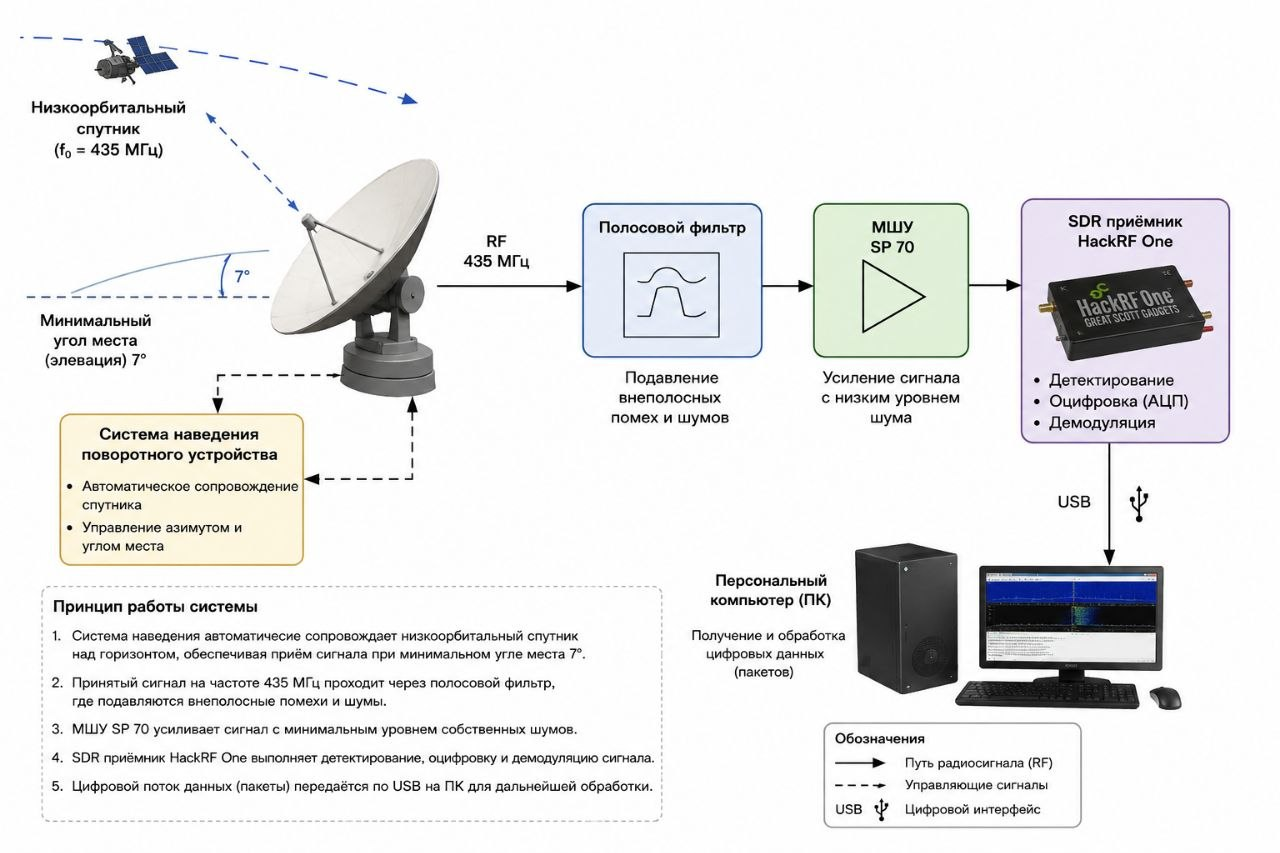 Низкоорбитальный
спутник
(f₀ = 435 МГц)
7°
Минимальный
угол места
(элевация) 7°
RF
435 МГц
Полосовой фильтр
Подавление
внеполосных
помех и шумов
МШУ
SP 70
Усиление сигнала
с низким уровнем
шума
SDR приёмник
HackRF One
HackRF One
GREAT SCOTT GADGETS
• Детектирование
• Оцифровка (АЦП)
• Демодуляция
USB
Система наведения
поворотного устройства
• Автоматическое сопровождение
спутника
• Управление азимутом и
углом места
Персональный
компьютер (ПК)
Получение и обработка
цифровых данных
(пакетов)
Принцип работы системы
1. Система наведения автоматичесие сопровождает низкоорбитальный спутник
над горизонтом, обеспечивая приём сигнала при минимальном угле места 7°.
2. Принятый сигнал на частоте 435 МГц проходит через полосовой фильтр,
где подавляются внеполосные помехи и шумы.
3. МШУ SP 70 усиливает сигнал с минимальным уровнем собственных шумов.
4. SDR приёмник HackRF One выполняет детектирование, оцифровку и демодуляцию сигнала.
5. Цифровой поток данных (пакеты) передаётся по USB на ПК для дальнейшей обработки.
Обозначения
Путь радиосигнала (RF)
Управляющие сигналы
USB Цифровой интерфейс